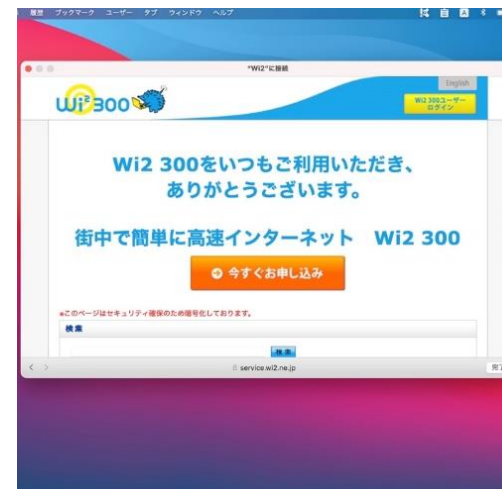 履歴 ブックマーク ユーザー タブ ウィンドウ ヘルプ
"Wi2"に接続
English
Wi2 300
Wi2 300ユーザー
ログイン
Wi2 300をいつもご利用いただき、
ありがとうございます。
街中で簡単に高速インターネット Wi2 300
今すぐお申し込み
※このページはセキュリティ確保のため暗号化しております。
検索
検索
service.wi2.ne.jp
完了